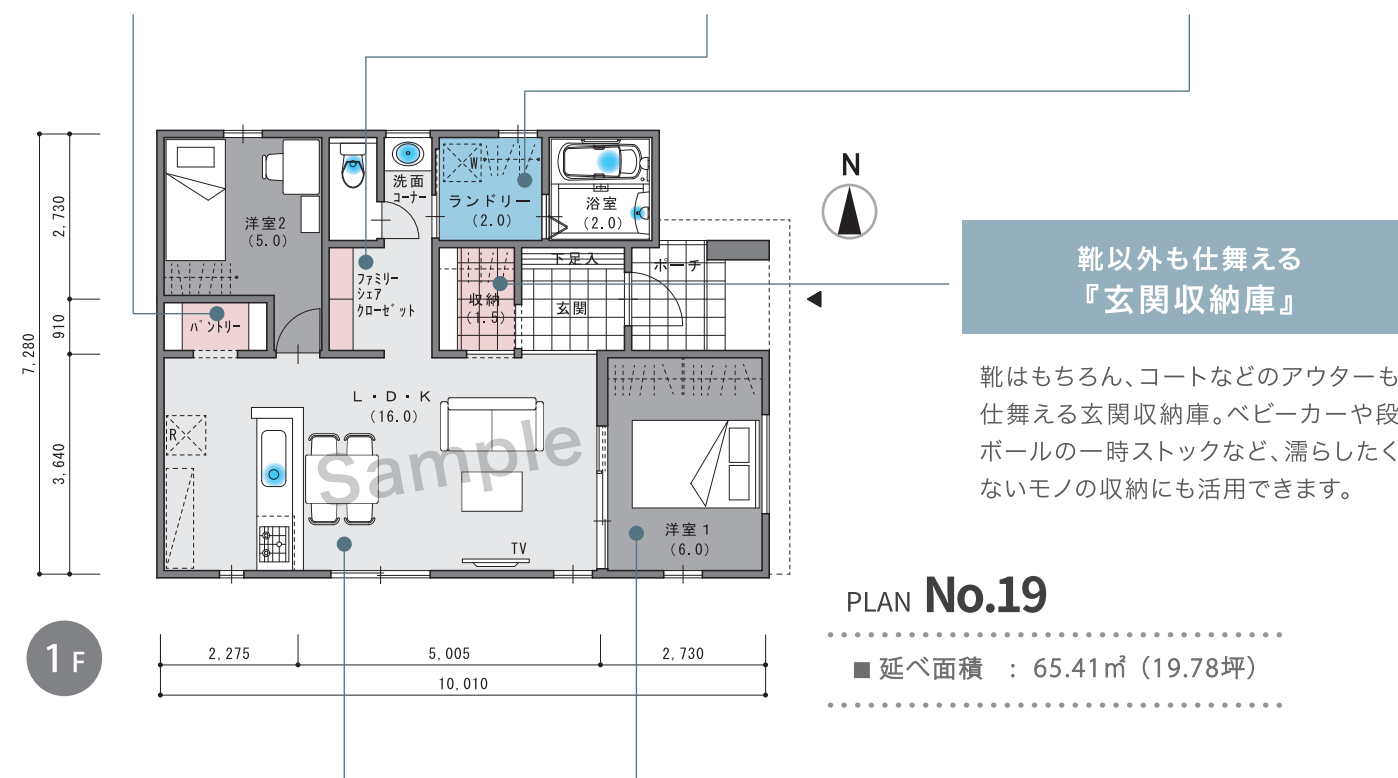 N
洋室2
(5.0)
洗面
コーナー
W
ランドリー
(2.0)
浴室
(2.0)
下足入
ポーチ
ファミリー
シェア
クローゼット
収納
(1.5)
玄関
パントリー
L・D・K
(16.0)
R
Sample
TV
洋室1
(6.0)
2,730
910
3,640
7,280
2,275
5,005
2,730
10,010
1F
靴以外も仕舞える
『玄関収納庫』
靴はもちろん、コートなどのアウターも
仕舞える玄関収納庫。ベビーカーや段
ボールの一時ストックなど、濡らしたく
ないモノの収納にも活用できます。
PLAN No.19
■ 延べ面積 : 65.41㎡(19.78坪)